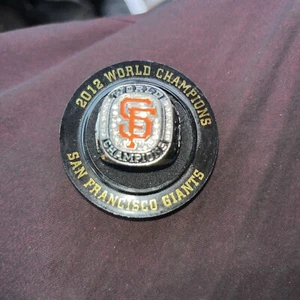 2012 WORLD CHAMPIONS
WORLD
SF
CHAMPIONS
SAN FRANCISCO GIANTS